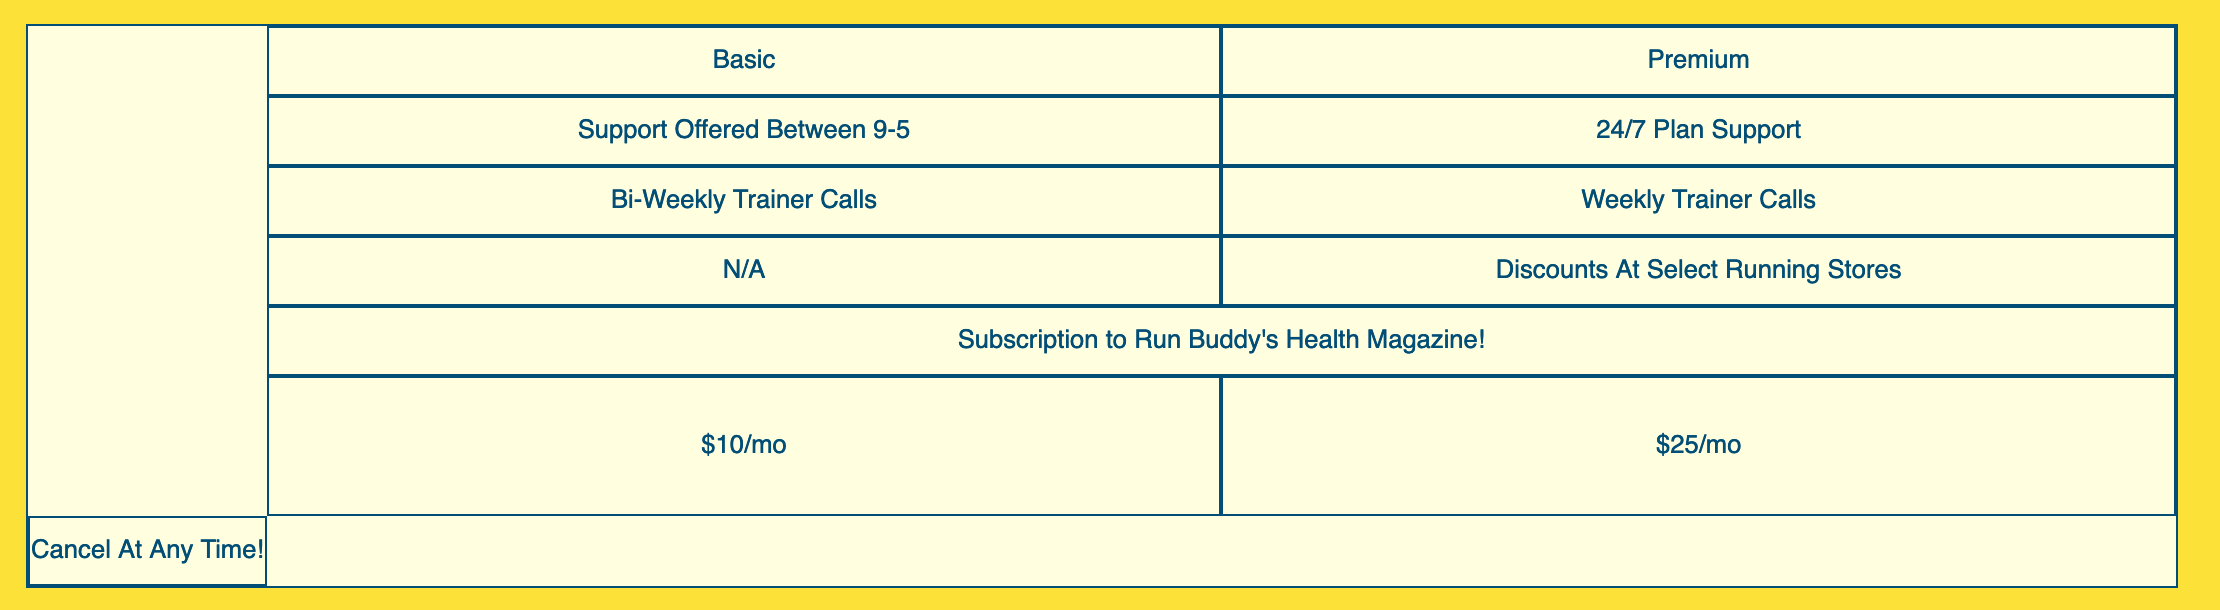 Basic
Premium
Support Offered Between 9-5
24/7 Plan Support
Bi-Weekly Trainer Calls
Weekly Trainer Calls
N/A
Discounts At Select Running Stores
Subscription to Run Buddy's Health Magazine!
$10/mo
$25/mo
Cancel At Any Time!